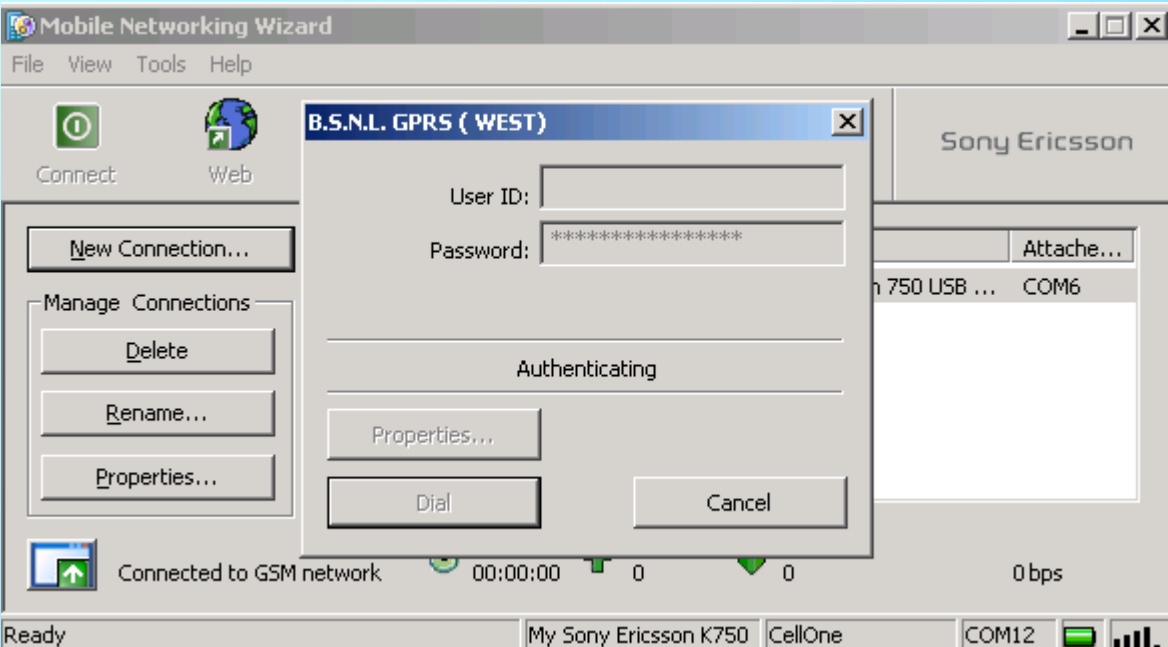 Mobile Networking Wizard
File View Tools Help
Connect
Web
Sony Ericsson
B.S.N.L. GPRS ( WEST)
User ID:
Password: ****************
Authenticating
Properties...
Dial
Cancel
New Connection...
Manage Connections
Delete
Rename...
Properties...
Attache...
750 USB ... COM6
Connected to GSM network 00:00:00 0 0 0 bps
Ready My Sony Ericsson K750 CellOne COM12